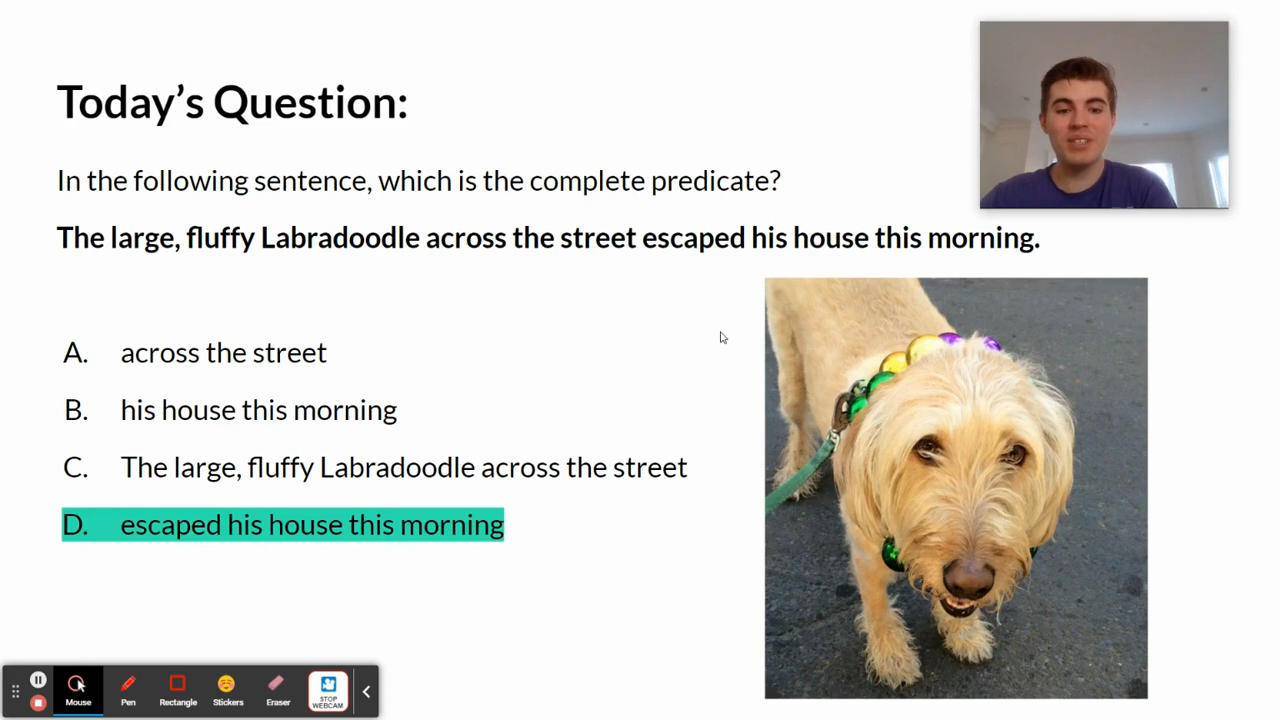 Today’s Question:
In the following sentence, which is the complete predicate?
The large, fluffy Labradoodle across the street escaped his house this morning.
A. across the street
B. his house this morning
C. The large, fluffy Labradoodle across the street
D. escaped his house this morning
Mouse
Pen
Rectangle
Stickers
Eraser
STOP
WEBCAM